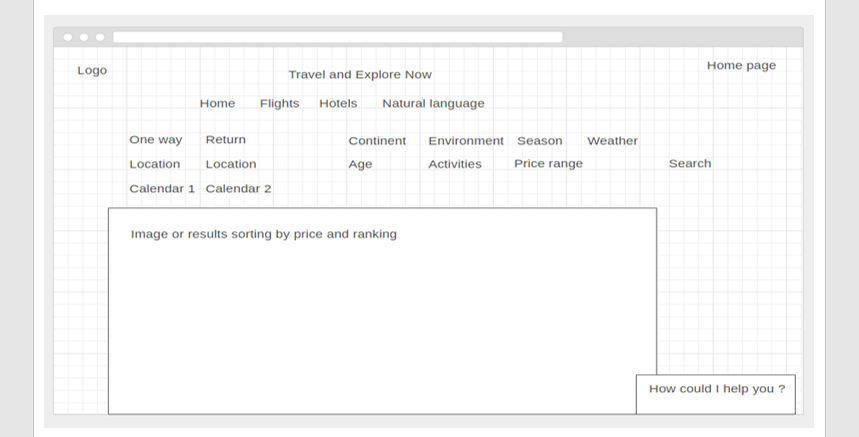 Logo
Travel and Explore Now
Home page
Home Flights Hotels Natural language
One way Return Continent Environment Season Weather
Location Location Age Activities Price range Search
Calendar 1 Calendar 2
Image or results sorting by price and ranking
How could I help you ?